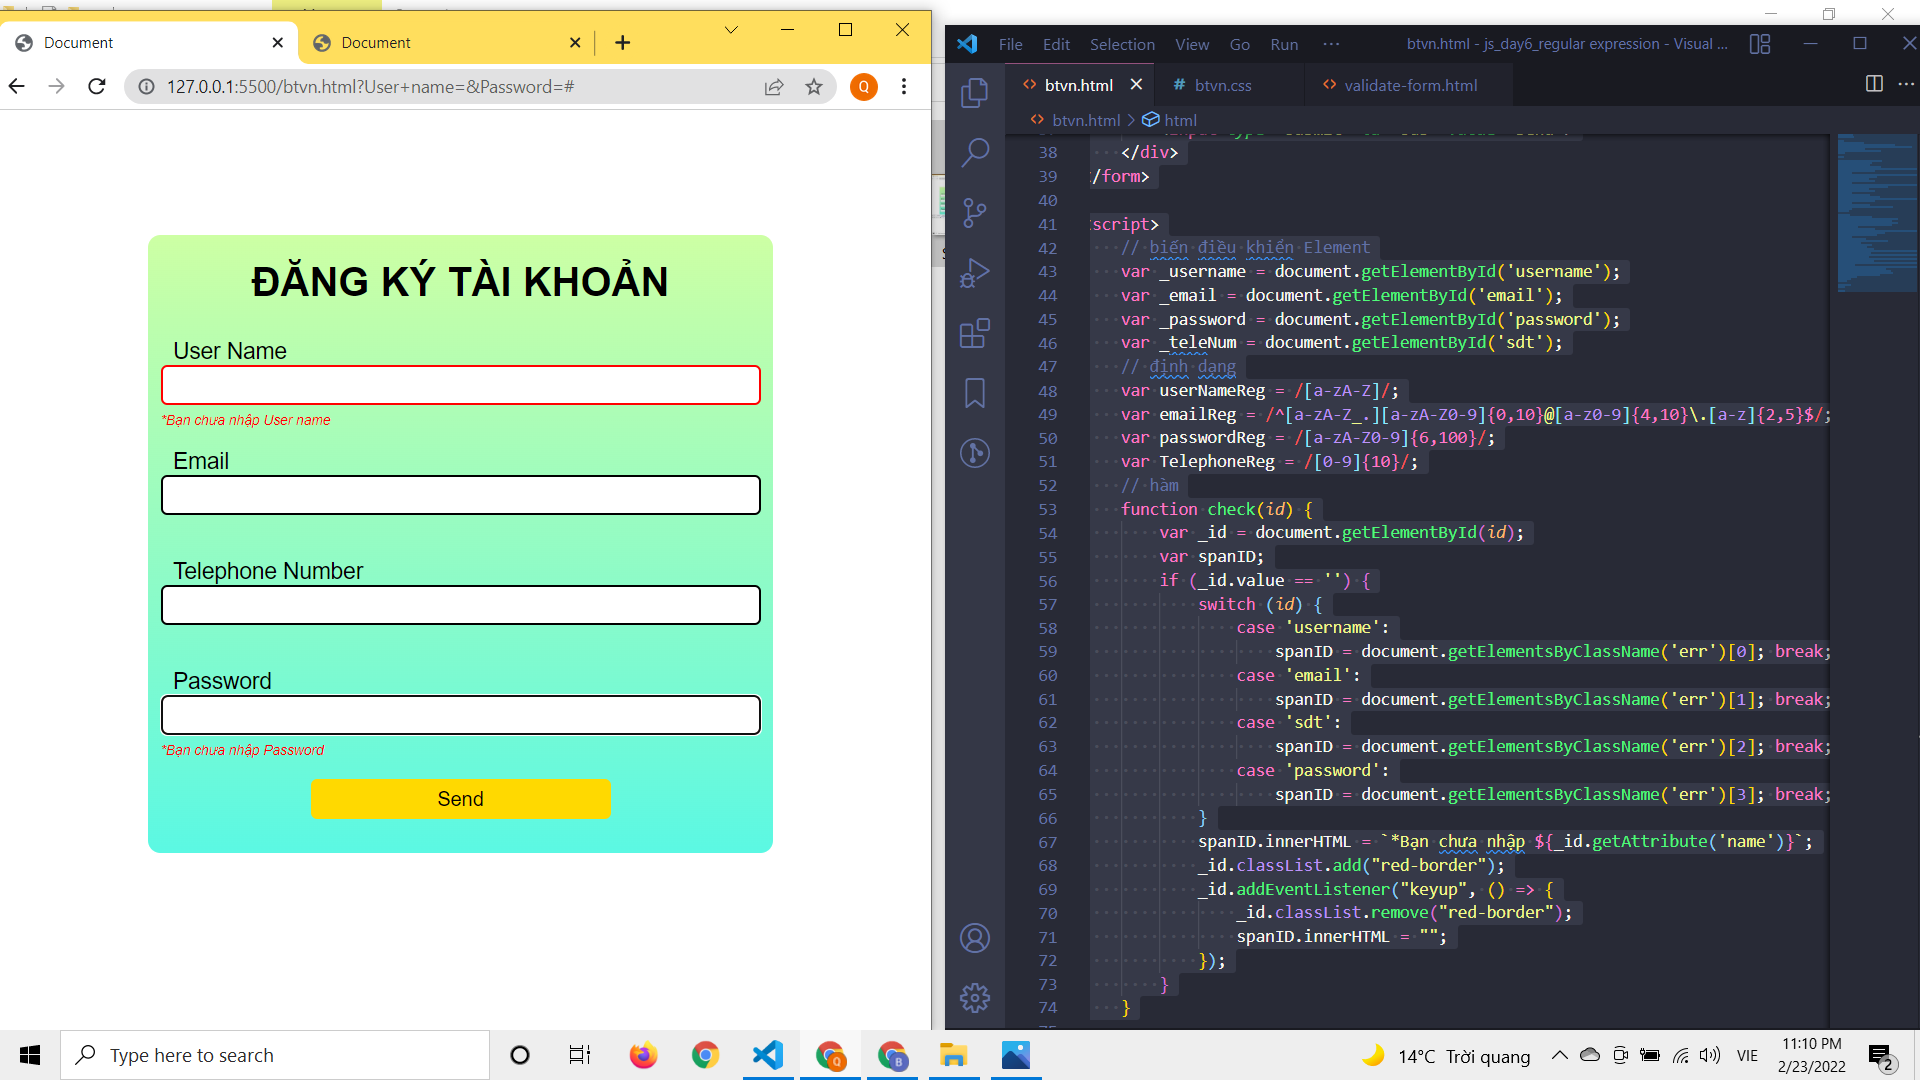 Document
Document
127.0.0.1:5500/btvn.html?User+name=&Password=#
Q
ĐĂNG KÝ TÀI KHOẢN
User Name
*Bạn chưa nhập User name
Email
Telephone Number
Password
*Bạn chưa nhập Password
Send
File Edit Selection View Go Run ···
btvn.html - js_day6_regular expression - Visual ...
btvn.html
# btvn.css
validate-form.html
btvn.html > html
38 </div>
39 /form>
40
41 script>
42 // biến điều khiển Element
43 var _username = document.getElementById('username');
44 var _email = document.getElementById('email');
45 var _password = document.getElementById('password');
46 var _teleNum = document.getElementById('sdt');
47 // định dạng
48 var userNameReg = /[a-zA-Z]/;
49 var emailReg = /^[a-zA-Z_.][a-zA-Z0-9]{0,10}@[a-z0-9]{4,10}\.[a-z]{2,5}$/;
50 var passwordReg = /[a-zA-Z0-9]{6,100}/;
51 var TelephoneReg = /[0-9]{10}/;
52 // hàm
53 function check(id) {
54 var _id = document.getElementById(id);
55 var spanID;
56 if (_id.value == '') {
57 switch (id) {
58 case 'username':
59 spanID = document.getElementsByClassName('err')[0]; break;
60 case 'email':
61 spanID = document.getElementsByClassName('err')[1]; break;
62 case 'sdt':
63 spanID = document.getElementsByClassName('err')[2]; break;
64 case 'password':
65 spanID = document.getElementsByClassName('err')[3]; break;
66 }
67 spanID.innerHTML = `*Bạn chưa nhập ${_id.getAttribute('name')}`;
68 _id.classList.add("red-border");
69 _id.addEventListener("keyup", () => {
70 _id.classList.remove("red-border");
71 spanID.innerHTML = "";
72 });
73 }
74 }
Type here to search
Q
B
14°C Trời quang
VIE
11:10 PM
2/23/2022
2